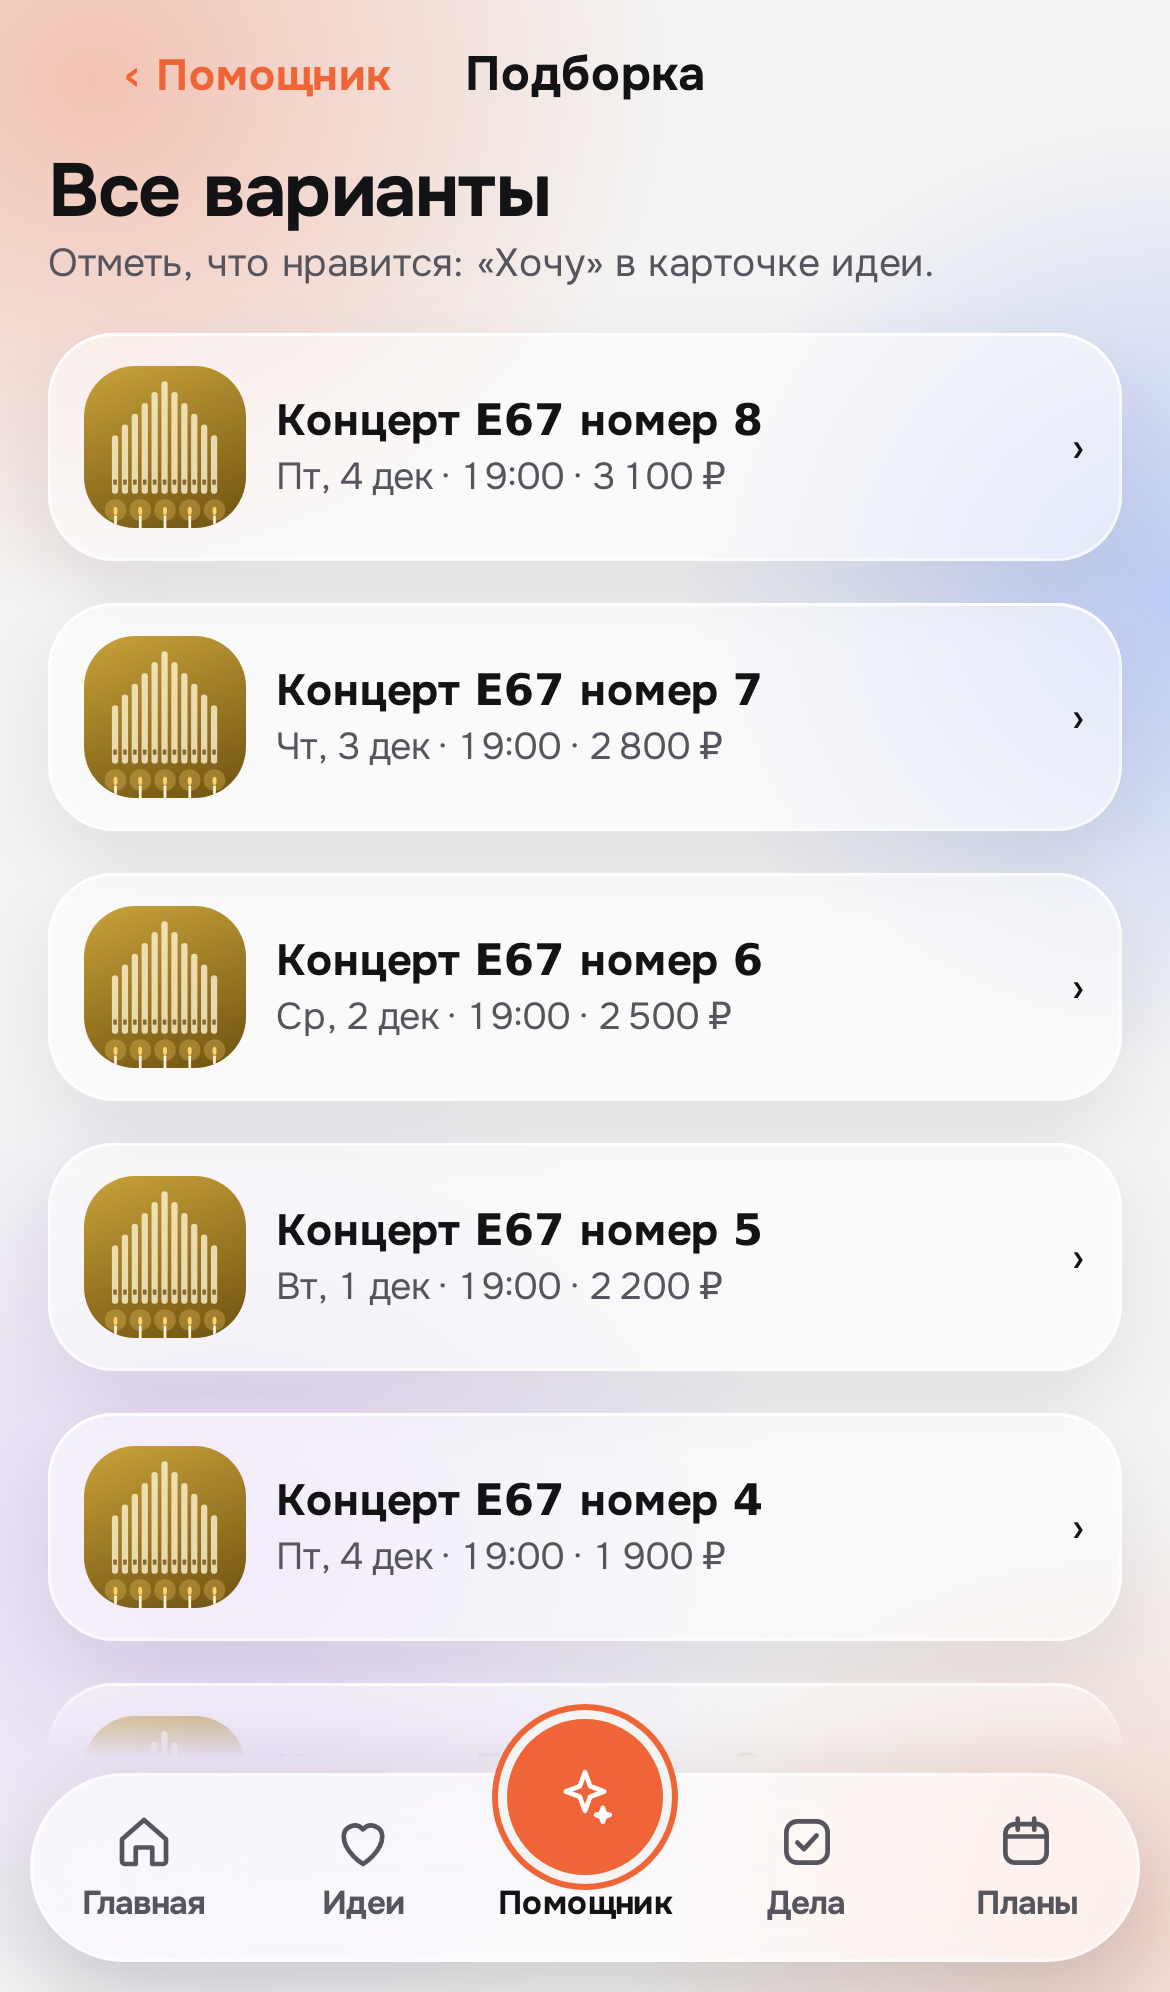 ‹ Помощник Подборка
Все варианты
Отметь, что нравится: «Хочу» в карточке идеи.
Концерт E67 номер 8
Пт, 4 дек · 19:00 · 3 100 ₽
›
Концерт E67 номер 7
Чт, 3 дек · 19:00 · 2 800 ₽
›
Концерт E67 номер 6
Ср, 2 дек · 19:00 · 2 500 ₽
›
Концерт E67 номер 5
Вт, 1 дек · 19:00 · 2 200 ₽
›
Концерт E67 номер 4
Пт, 4 дек · 19:00 · 1 900 ₽
›
Главная Идеи Помощник Дела Планы